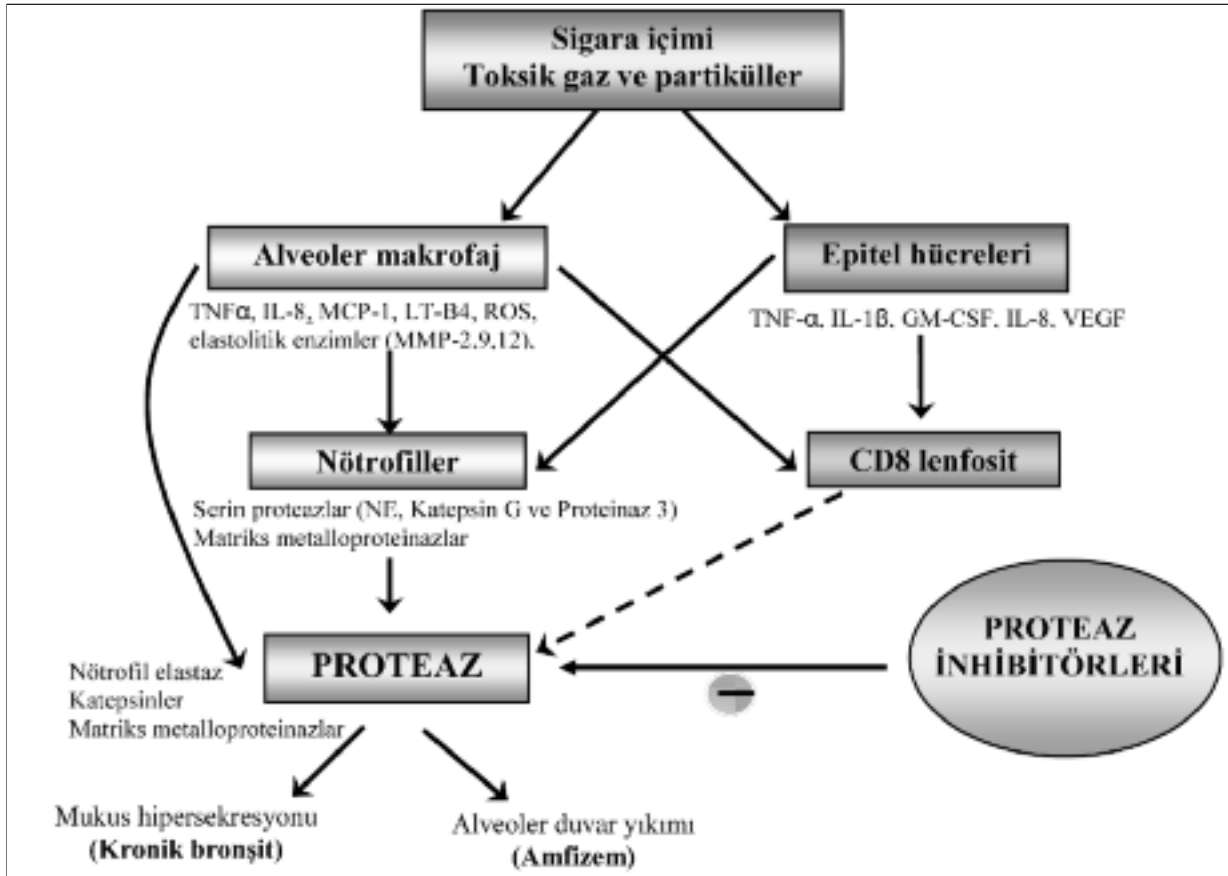 Sigara içimi
Toksik gaz ve partiküller
Alveoler makrofaj
Epitel hücreleri
TNFα, IL-8, MCP-1, LT-B4, ROS,
elastolitik enzimler (MMP-2,9,12).
TNF-α, IL-1β, GM-CSF, IL-8, VEGF
Nötrofiller
CD8 lenfosit
Serin proteazlar (NE, Katepsin G ve Proteinaz 3)
Matriks metalloproteinazlar
PROTEAZ
İNHİBİTÖRLERİ
PROTEAZ
Nötrofil elastaz
Katepsinler
Matriks metalloproteinazlar
Mukus hipersekresyonu
(Kronik bronşit)
Alveoler duvar yıkımı
(Amfizem)